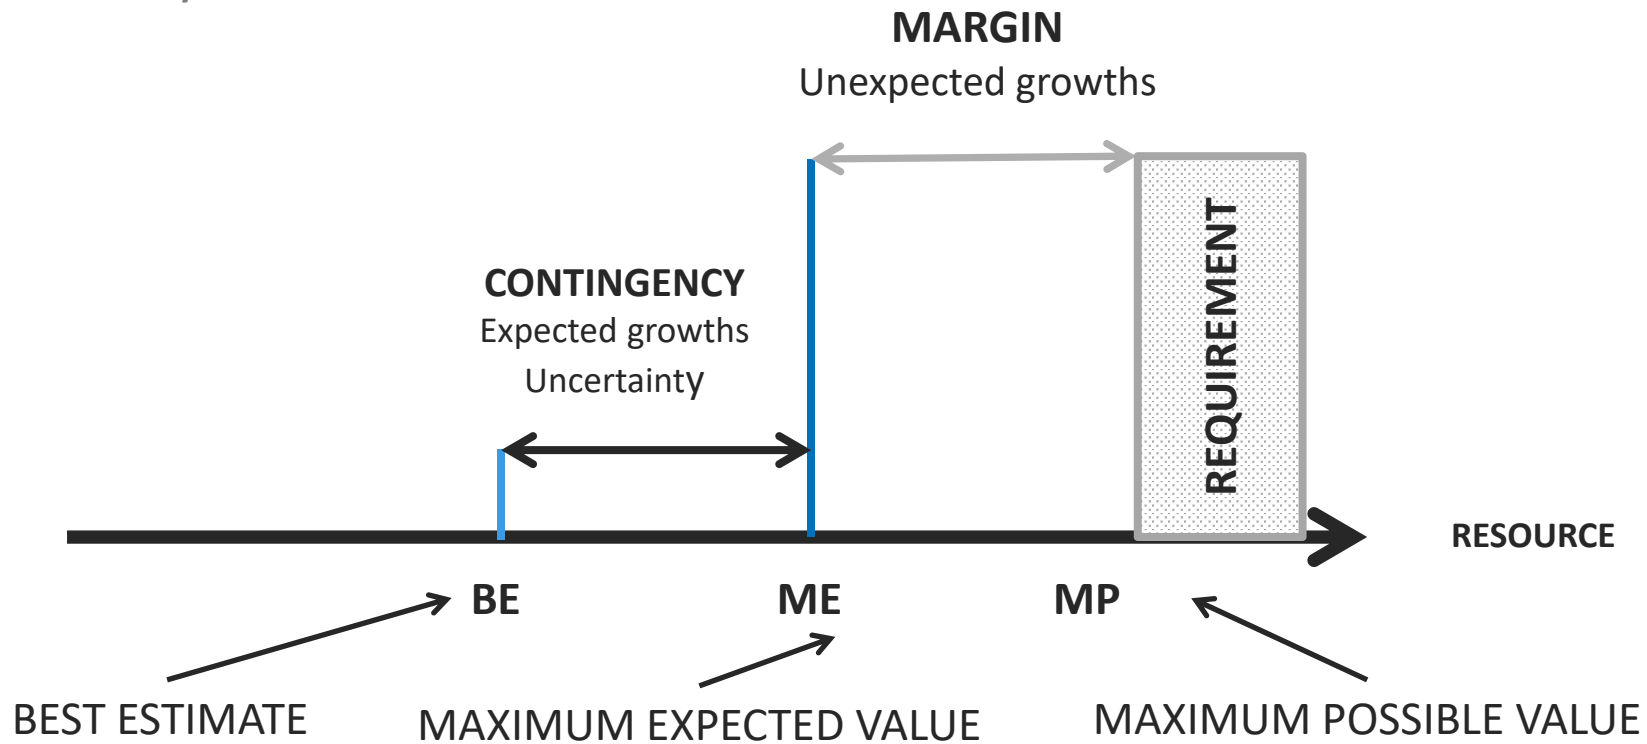 MARGIN
Unexpected growths
CONTINGENCY
Expected growths
Uncertainty
REQUIREMENT
RESOURCE
BE
ME
MP
BEST ESTIMATE
MAXIMUM EXPECTED VALUE
MAXIMUM POSSIBLE VALUE